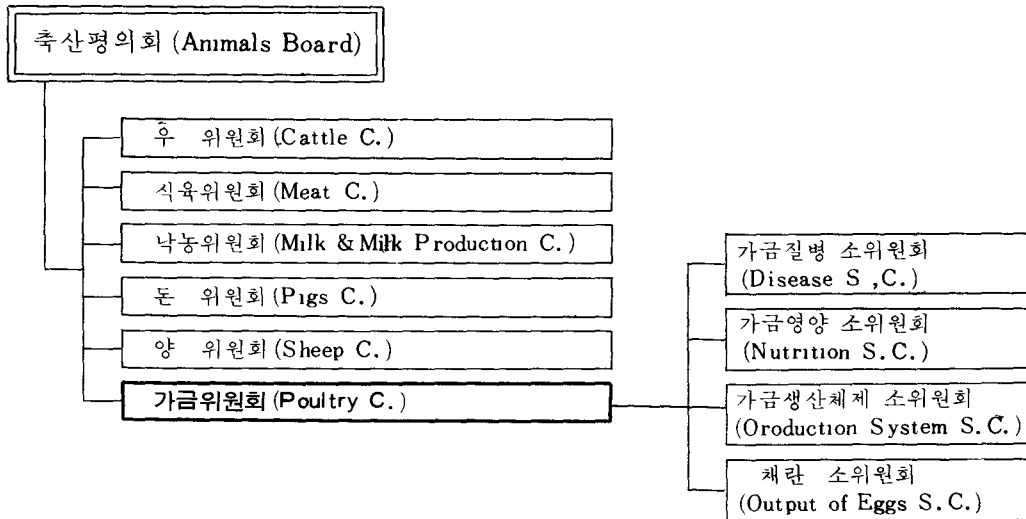 축산평의회 (Animals Board)
우 위원회 (Cattle C.)
식육위원회 (Meat C.)
낙농위원회 (Milk & Milk Production C.)
돈 위원회 (Pigs C.)
양 위원회 (Sheep C.)
가금위원회 (Poultry C.)
가금질병 소위원회
(Disease S ,C.)
가금영양 소위원회
(Nutrition S.C.)
가금생산체제 소위원회
(Oroduction System S.C.)
채란 소위원회
(Output of Eggs S.C.)